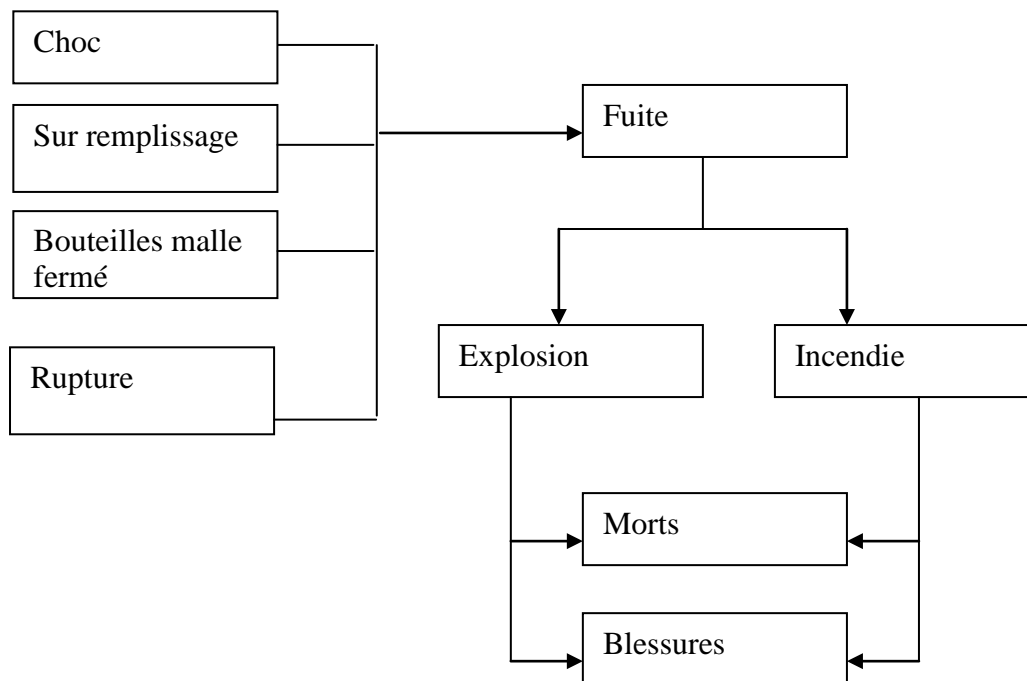 Choc
Sur remplissage
Bouteilles malle
fermé
Rupture
Fuite
Explosion
Incendie
Morts
Blessures